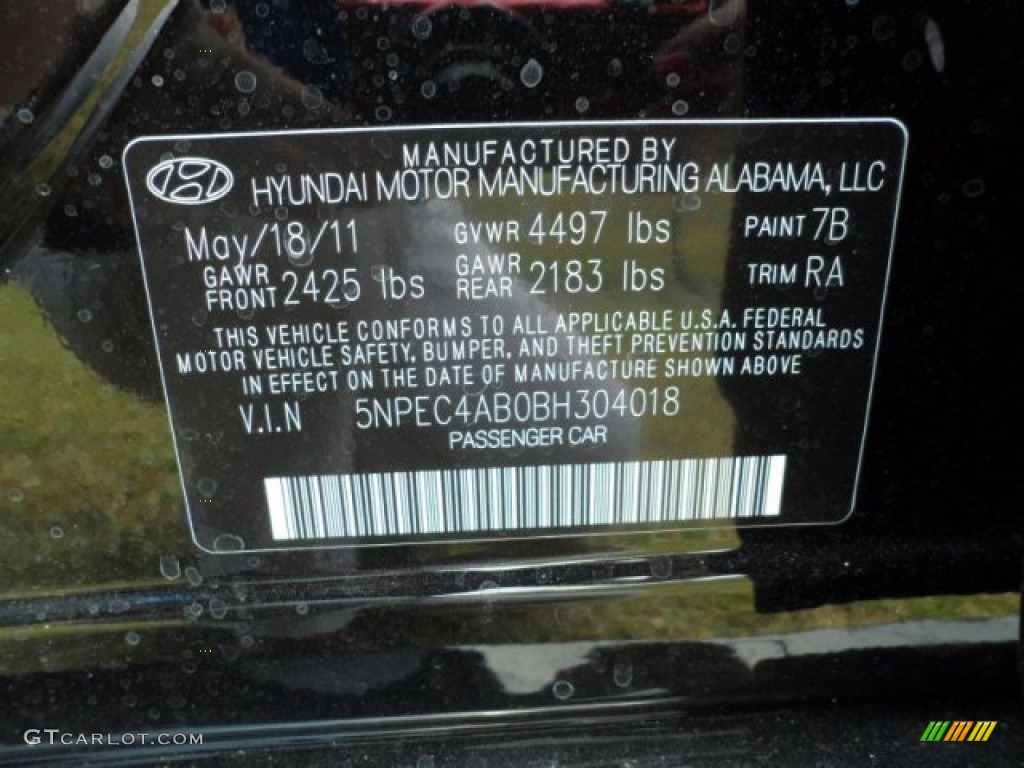 MANUFACTURED BY
HYUNDAI MOTOR MANUFACTURING ALABAMA, LLC
May/18/11 GVWR 4497 lbs PAINT 7B
GAWR FRONT 2425 lbs GAWR REAR 2183 lbs TRIM RA
THIS VEHICLE CONFORMS TO ALL APPLICABLE U.S.A. FEDERAL
MOTOR VEHICLE SAFETY, BUMPER, AND THEFT PREVENTION STANDARDS
IN EFFECT ON THE DATE OF MANUFACTURE SHOWN ABOVE
V.I.N 5NPEC4AB0BH304018
PASSENGER CAR
GTCARLOT.COM